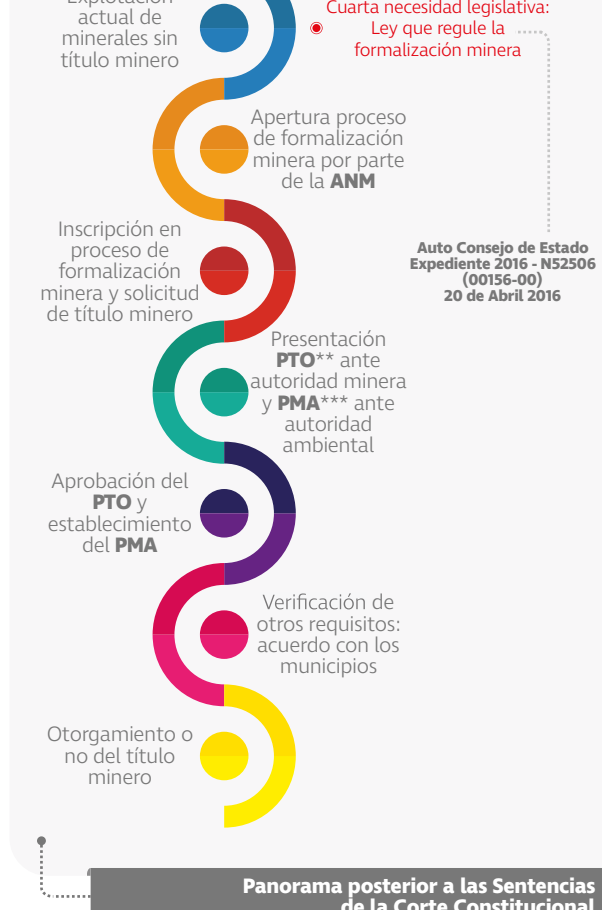 Explotación
actual de
minerales sin
título minero
Cuarta necesidad legislativa:
Ley que regule la
formalización minera
Apertura proceso
de formalización
minera por parte
de la ANM
Auto Consejo de Estado
Expediente 2016 - N52506
(00156-00)
20 de Abril 2016
Inscripción en
proceso de
formalización
minera y solicitud
de título minero
Presentación
PTO** ante
autoridad minera
y PMA*** ante
autoridad
ambiental
Aprobación del
PTO y
establecimiento
del PMA
Verificación de
otros requisitos:
acuerdo con los
municipios
Otorgamiento o
no del título
minero
Panorama posterior a las Sentencias
de la Corte Constitucional